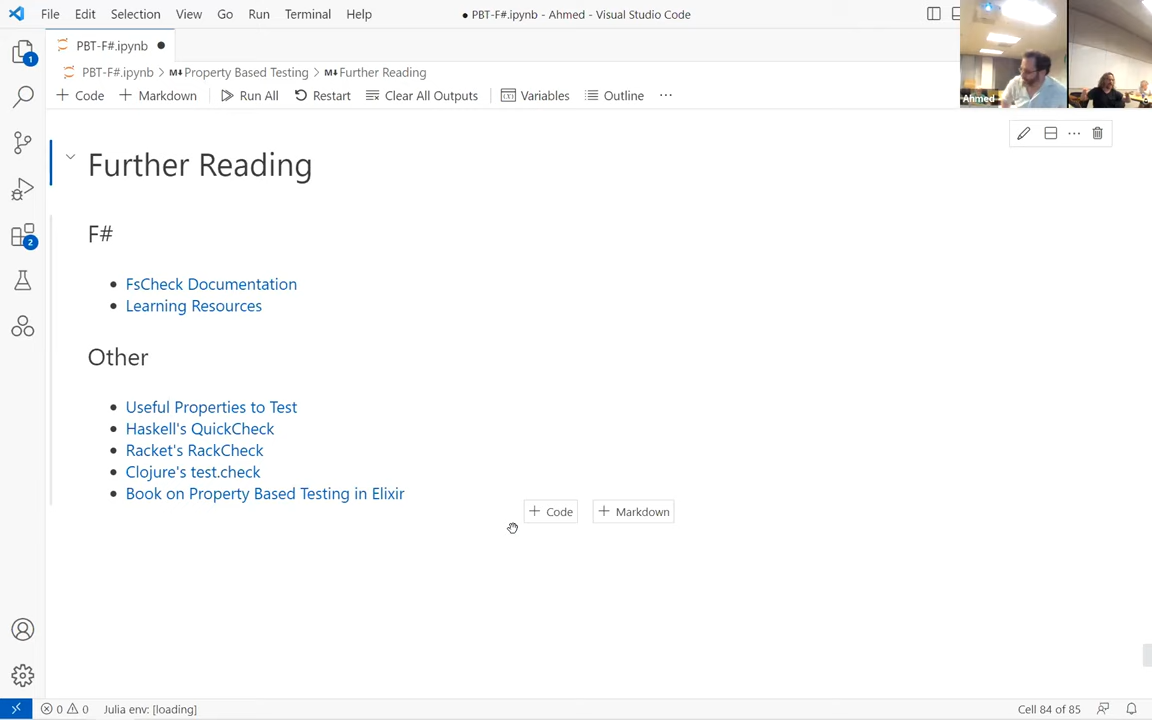 File Edit Selection View Go Run Terminal Help
● PBT-F#.ipynb - Ahmed - Visual Studio Code
PBT-F#.ipynb ●
PBT-F#.ipynb > M↓Property Based Testing > M↓Further Reading
+ Code + Markdown Run All Restart Clear All Outputs Variables Outline ...
Ahmed
1
2
Further Reading
F#
• FsCheck Documentation
• Learning Resources
Other
• Useful Properties to Test
• Haskell's QuickCheck
• Racket's RackCheck
• Clojure's test.check
• Book on Property Based Testing in Elixir
+ Code + Markdown
0 0 Julia env: [loading]
Cell 84 of 85